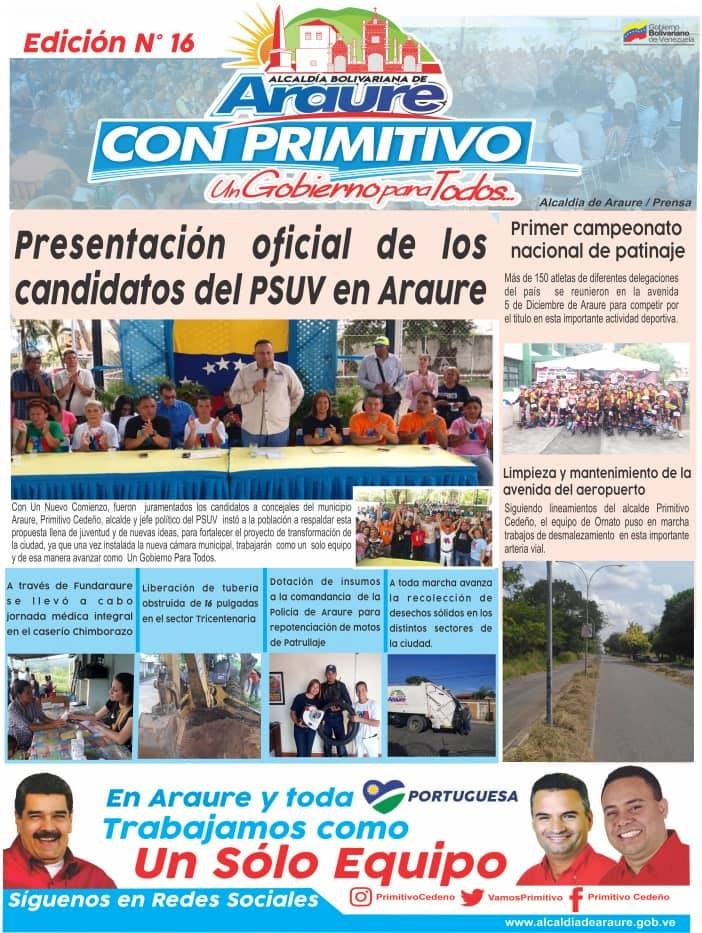 Edición N° 16
Gobierno
Bolivariano
de Venezuela
ALCALDÍA BOLIVARIANA DE
Araure
CON PRIMITIVO
Un Gobierno para Todos...
Alcaldía de Araure / Prensa
Presentación oficial de los
candidatos del PSUV en Araure
Con Un Nuevo Comienzo, fueron juramentados los candidatos a concejales del municipio
Araure, Primitivo Cedeño, alcalde y jefe político del PSUV instó a la población a respaldar esta
propuesta llena de juventud y de nuevas ideas, para fortalecer el proyecto de transformación de
la ciudad, ya que una vez instalada la nueva cámara municipal, trabajarán como un solo equipo
y de esa manera avanzar como Un Gobierno Para Todos.
Primer campeonato
nacional de patinaje
Más de 150 atletas de diferentes delegaciones
del país se reunieron en la avenida
5 de Diciembre de Araure para competir por
el titulo en esta importante actividad deportiva.
Limpieza y mantenimiento de la
avenida del aeropuerto
Siguiendo lineamientos del alcalde Primitivo
Cedeño, el equipo de Ornato puso en marcha
trabajos de desmalezamiento en esta importante
arteria vial.
A través de Fundaraure
se llevó a cabo
jornada médica integral
en el caserío Chimborazo
Liberación de tubería
obstruida de 16 pulgadas
en el sector Tricentenaria
Dotación de insumos
a la comandancia de la
Policía de Araure para
repotenciación de motos
de Patrullaje
A toda marcha avanza
la recolección de
desechos sólidos en los
distintos sectores de
la ciudad.
Araure
En Araure y toda PORTUGUESA
Trabajamos como
Un Sólo Equipo
Síguenos en Redes Sociales
PrimitivoCedeno
VamosPrimitivo
Primitivo Cedeño
www.alcaldiadearaure.gob.ve